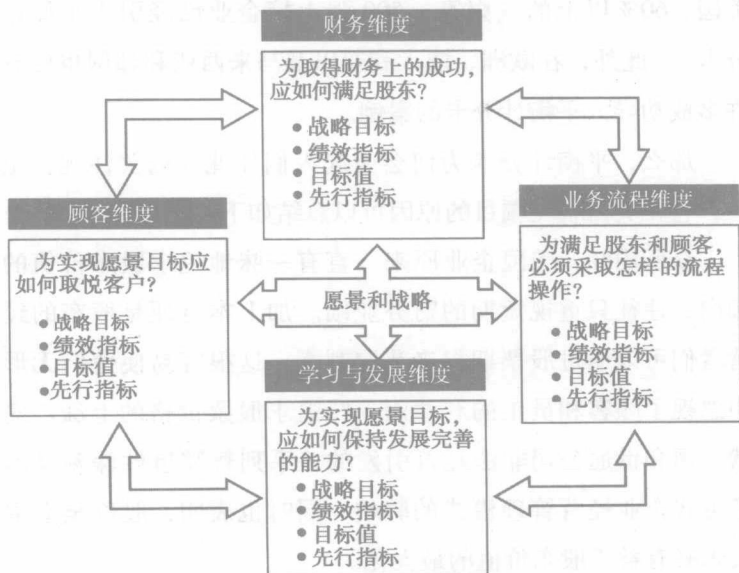 财务维度
为取得财务上的成功，
应如何满足股东?
●战略目标
●绩效指标
●目标值
●先行指标
顾客维度
为实现愿景目标应
如何取悦客户?
●战略目标
●绩效指标
●目标值
●先行指标
愿景和战略
业务流程维度
为满足股东和顾客，
必须采取怎样的流程
操作?
●战略目标
●绩效指标
●目标值
●先行指标
学习与发展维度
为实现愿景目标，
应如何保持发展完善
的能力?
●战略目标
●绩效指标
●目标值
●先行指标